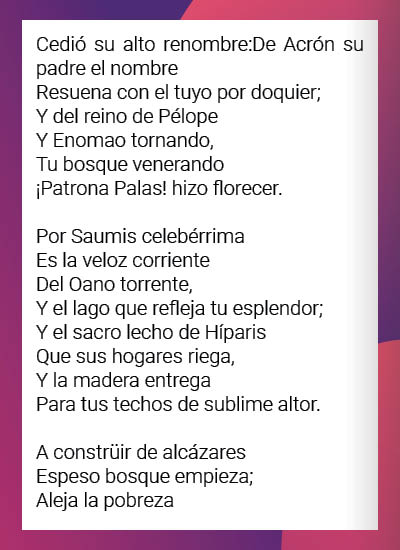 Cedió su alto renombre:De Acrón su
padre el nombre
Resuena con el tuyo por doquier;
Y del reino de Pélope
Y Enomao tornando,
Tu bosque venerando
¡Patrona Palas! hizo florecer.

Por Saumis celebérrima
Es la veloz corriente
Del Oano torrente,
Y el lago que refleja tu esplendor;
Y el sacro lecho de Híparis
Que sus hogares riega,
Y la madera entrega
Para tus techos de sublime altor.

A constrüir de alcázares
Espeso bosque empieza;
Aleja la pobreza